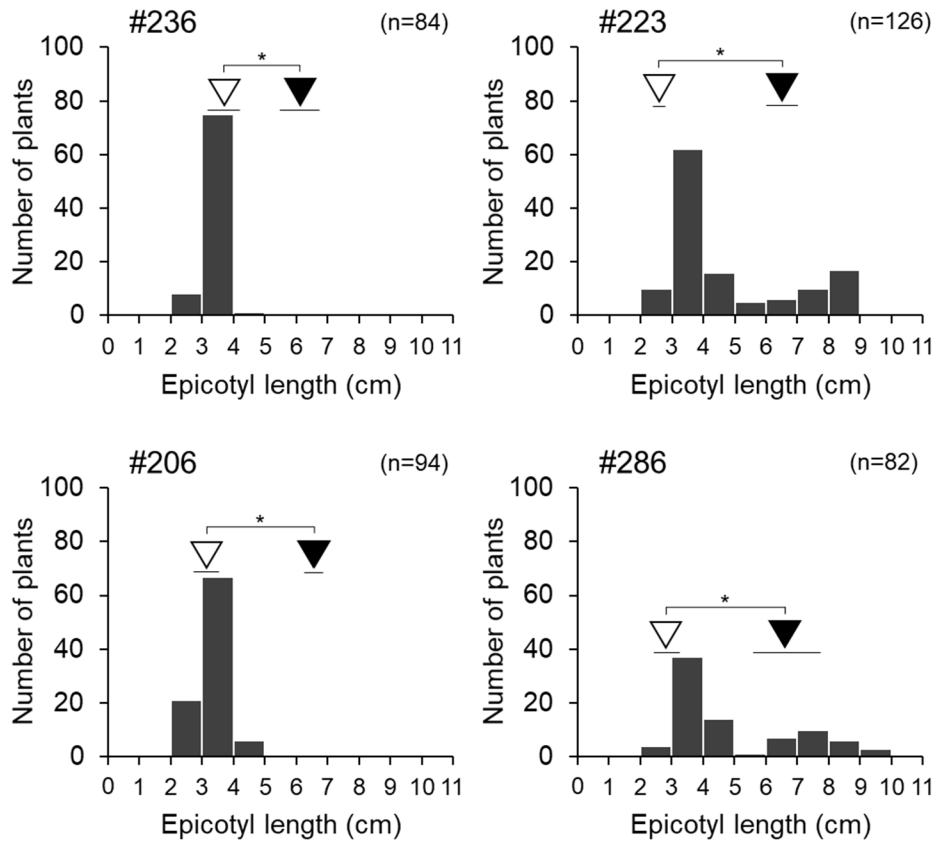 #236 (n=84)
*
100
80
60
40
20
0
Number of plants
0 1 2 3 4 5 6 7 8 9 10 11
Epicotyl length (cm)
#223 (n=126)
*
100
80
60
40
20
0
Number of plants
0 1 2 3 4 5 6 7 8 9 10 11
Epicotyl length (cm)
#206 (n=94)
*
100
80
60
40
20
0
Number of plants
0 1 2 3 4 5 6 7 8 9 10 11
Epicotyl length (cm)
#286 (n=82)
*
100
80
60
40
20
0
Number of plants
0 1 2 3 4 5 6 7 8 9 10 11
Epicotyl length (cm)